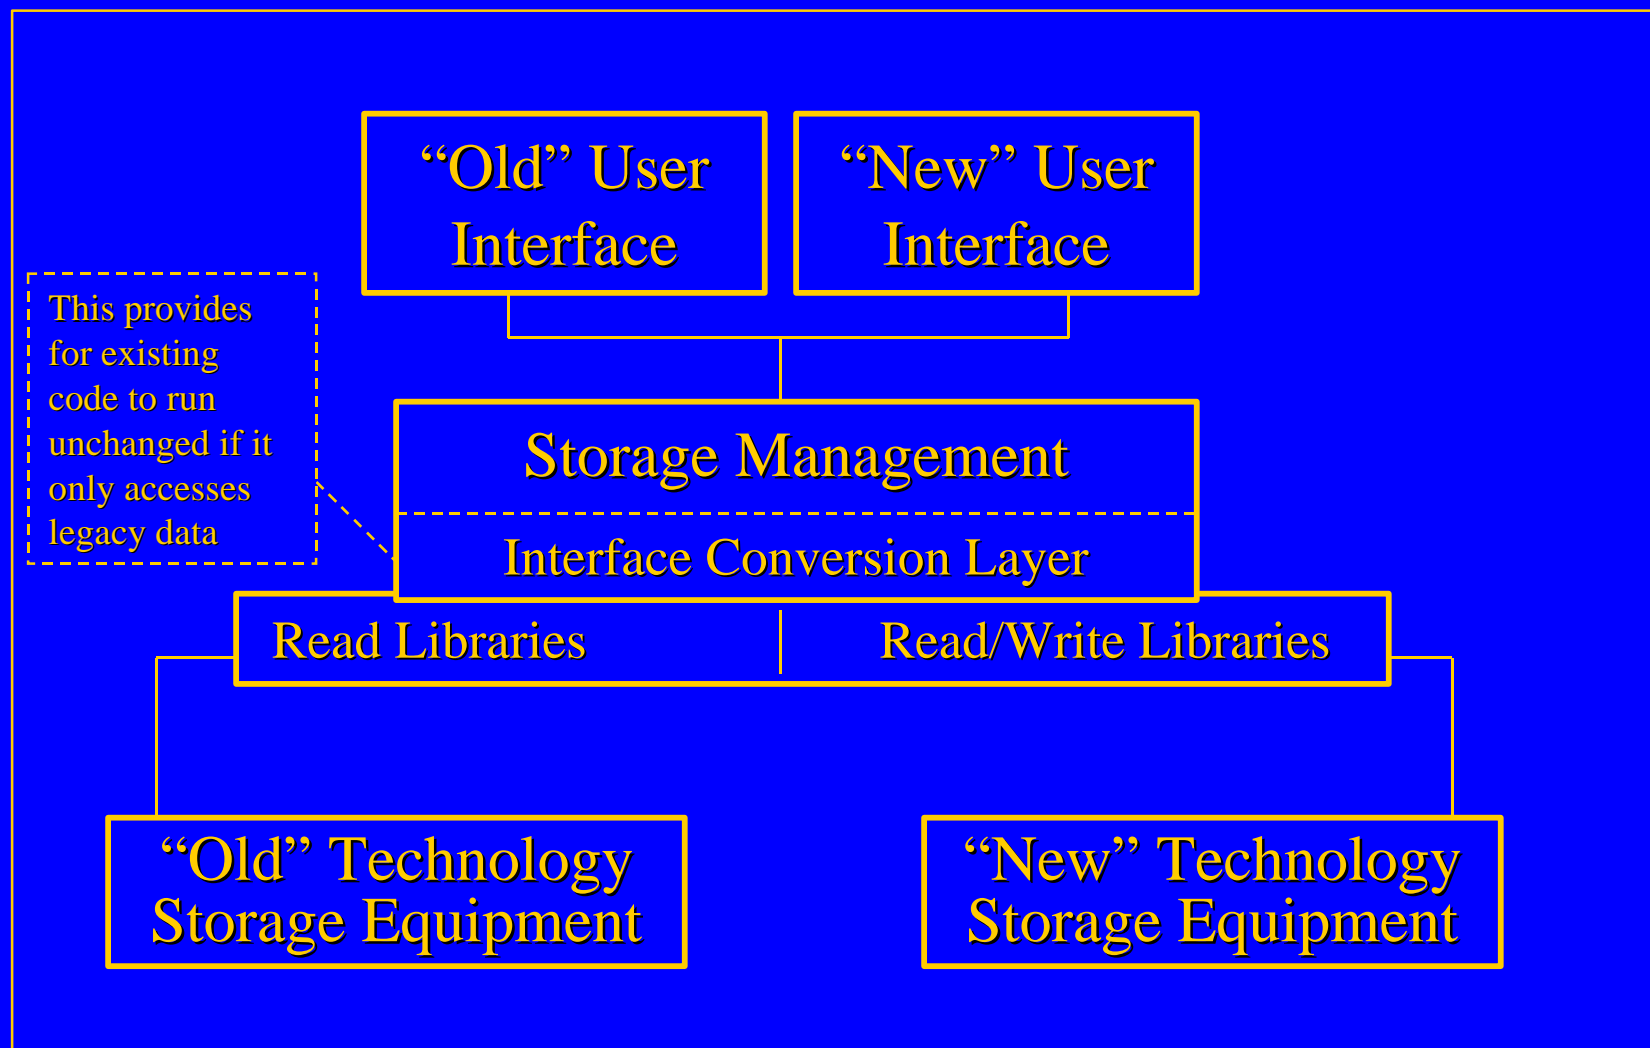 “Old” User
Interface
“New” User
Interface
This provides
for existing
code to run
unchanged if it
only accesses
legacy data
Storage Management
Interface Conversion Layer
Read Libraries
Read/Write Libraries
“Old” Technology
Storage Equipment
“New” Technology
Storage Equipment